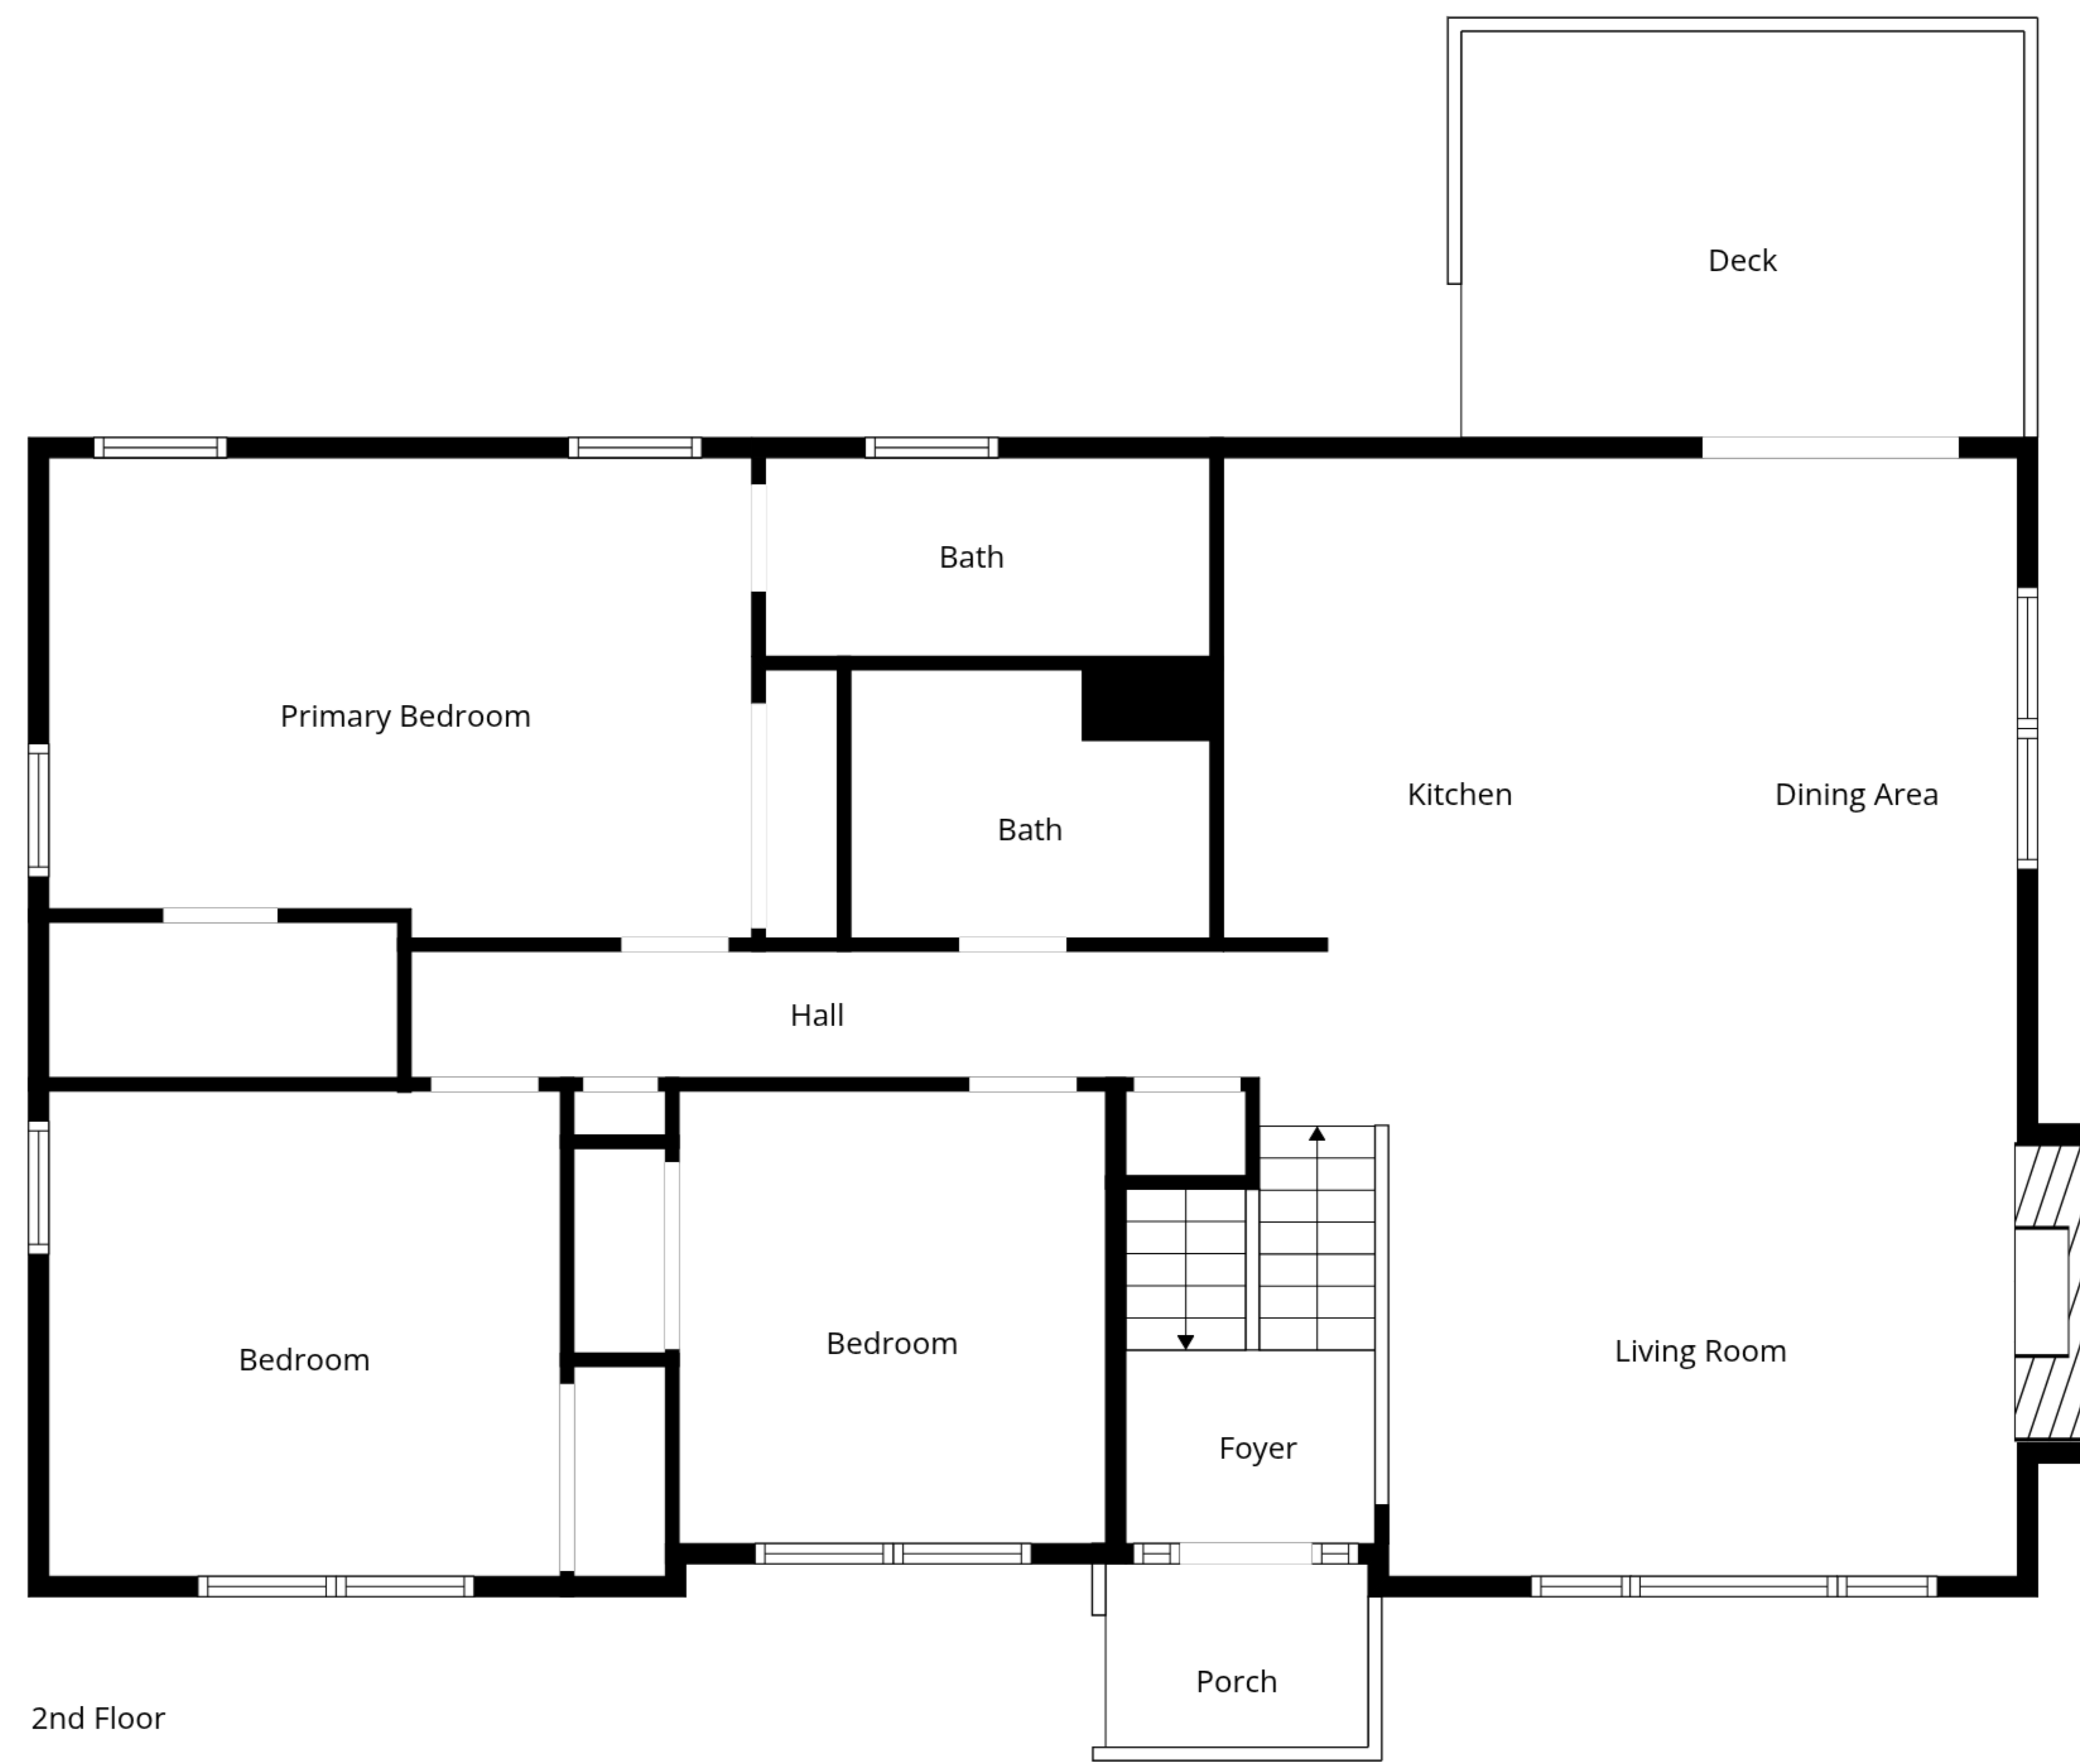 Deck
Bath
Primary Bedroom
Kitchen
Dining Area
Bath
Hall
Bedroom
Bedroom
Living Room
Foyer
Porch
2nd Floor